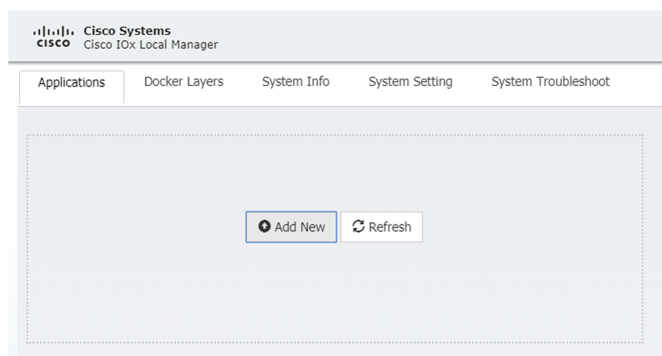 Cisco Systems
CISCO Cisco IOx Local Manager
Applications Docker Layers System Info System Setting System Troubleshoot
Add New Refresh